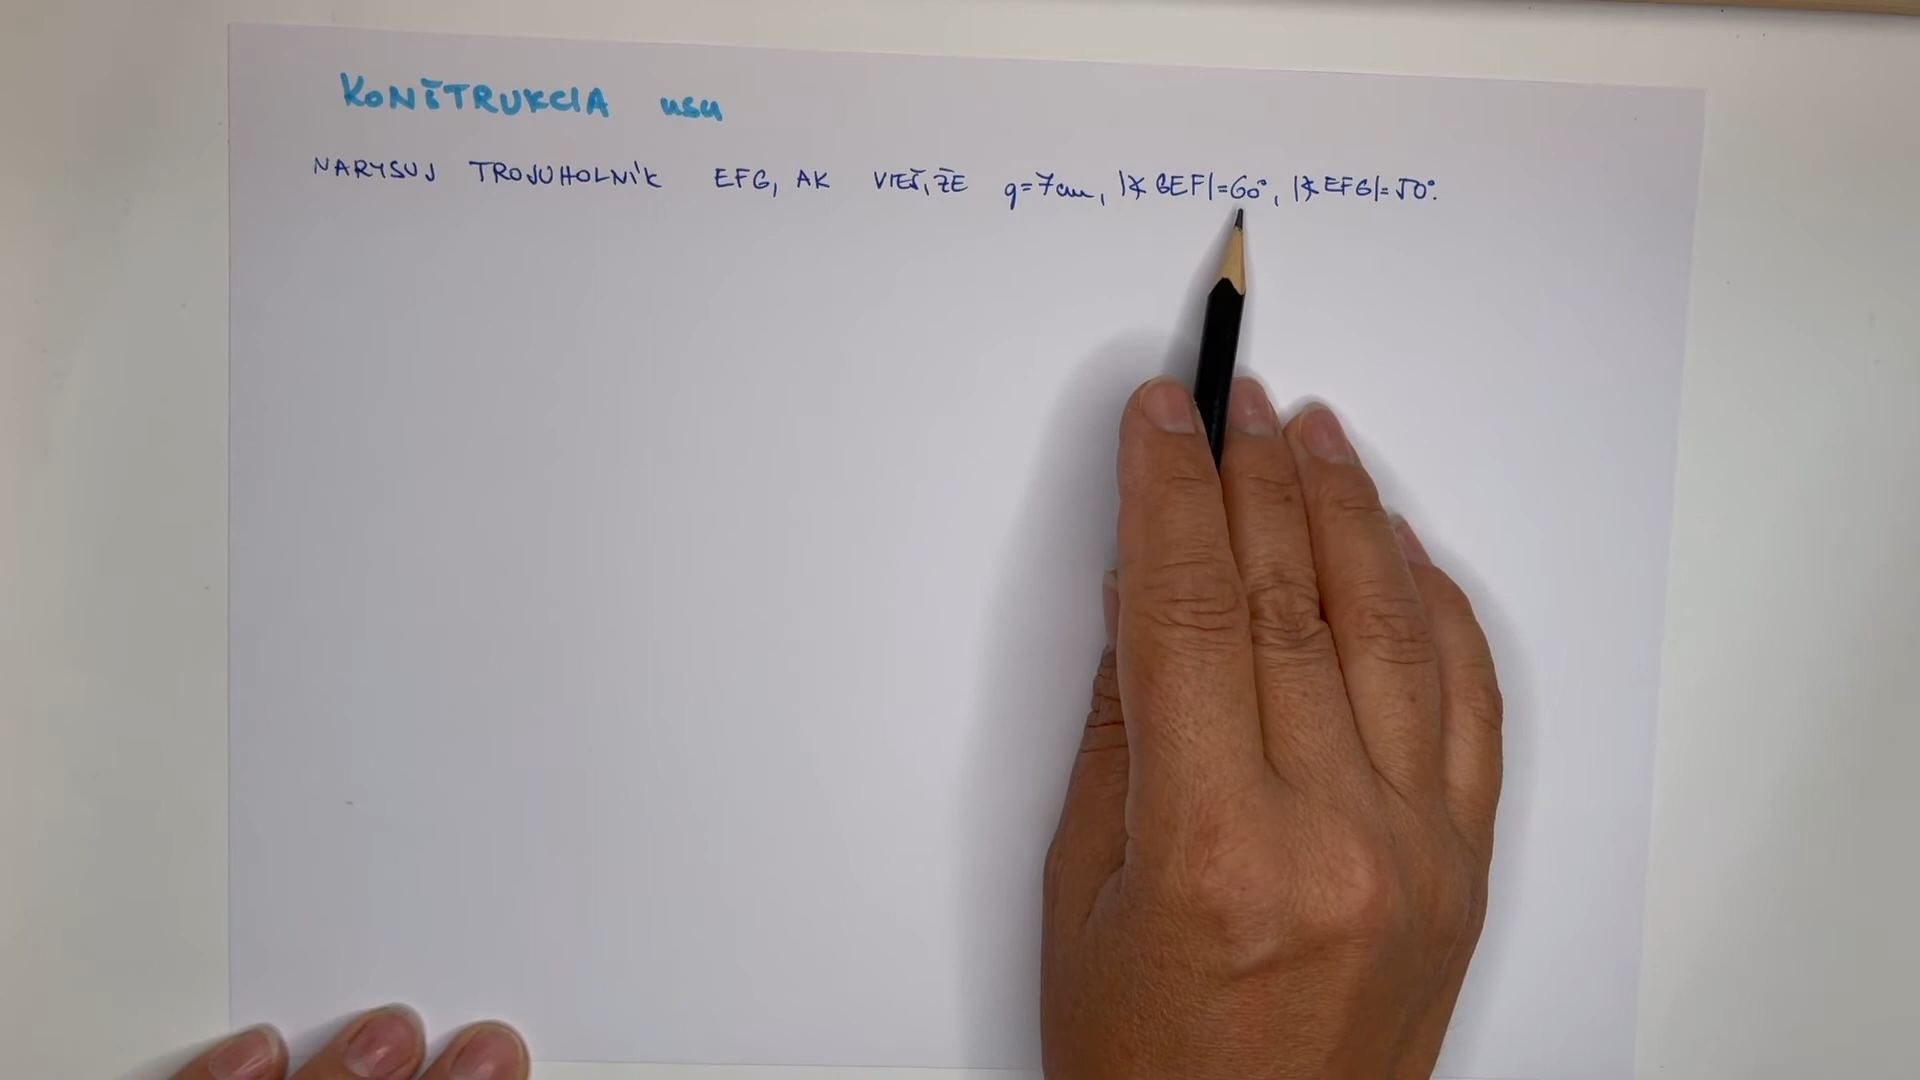 KONŠTRUKCIA usu
NARYSUJ TROJUHOLNÍK EFG, AK VIEŠ, ŽE g=7cm, |∢ GEF|=60°, |∢ EFG|=50°.